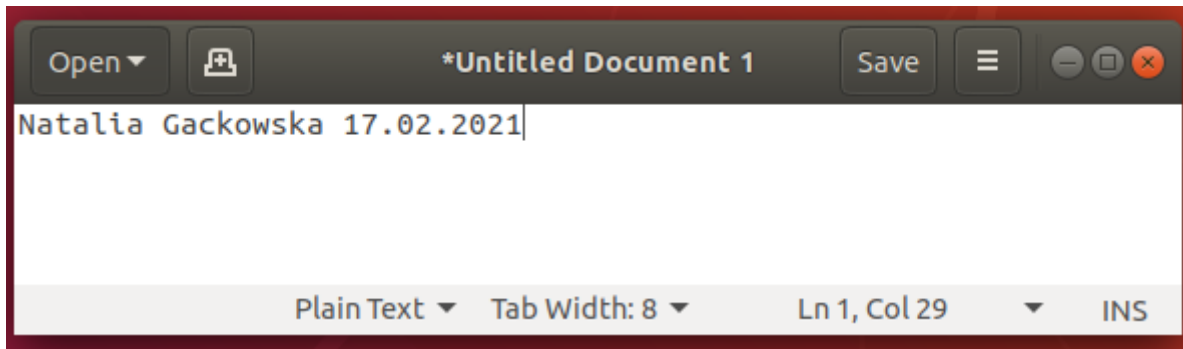 Open *Untitled Document 1 Save
Natalia Gackowska 17.02.2021
Plain Text Tab Width: 8 Ln 1, Col 29 INS